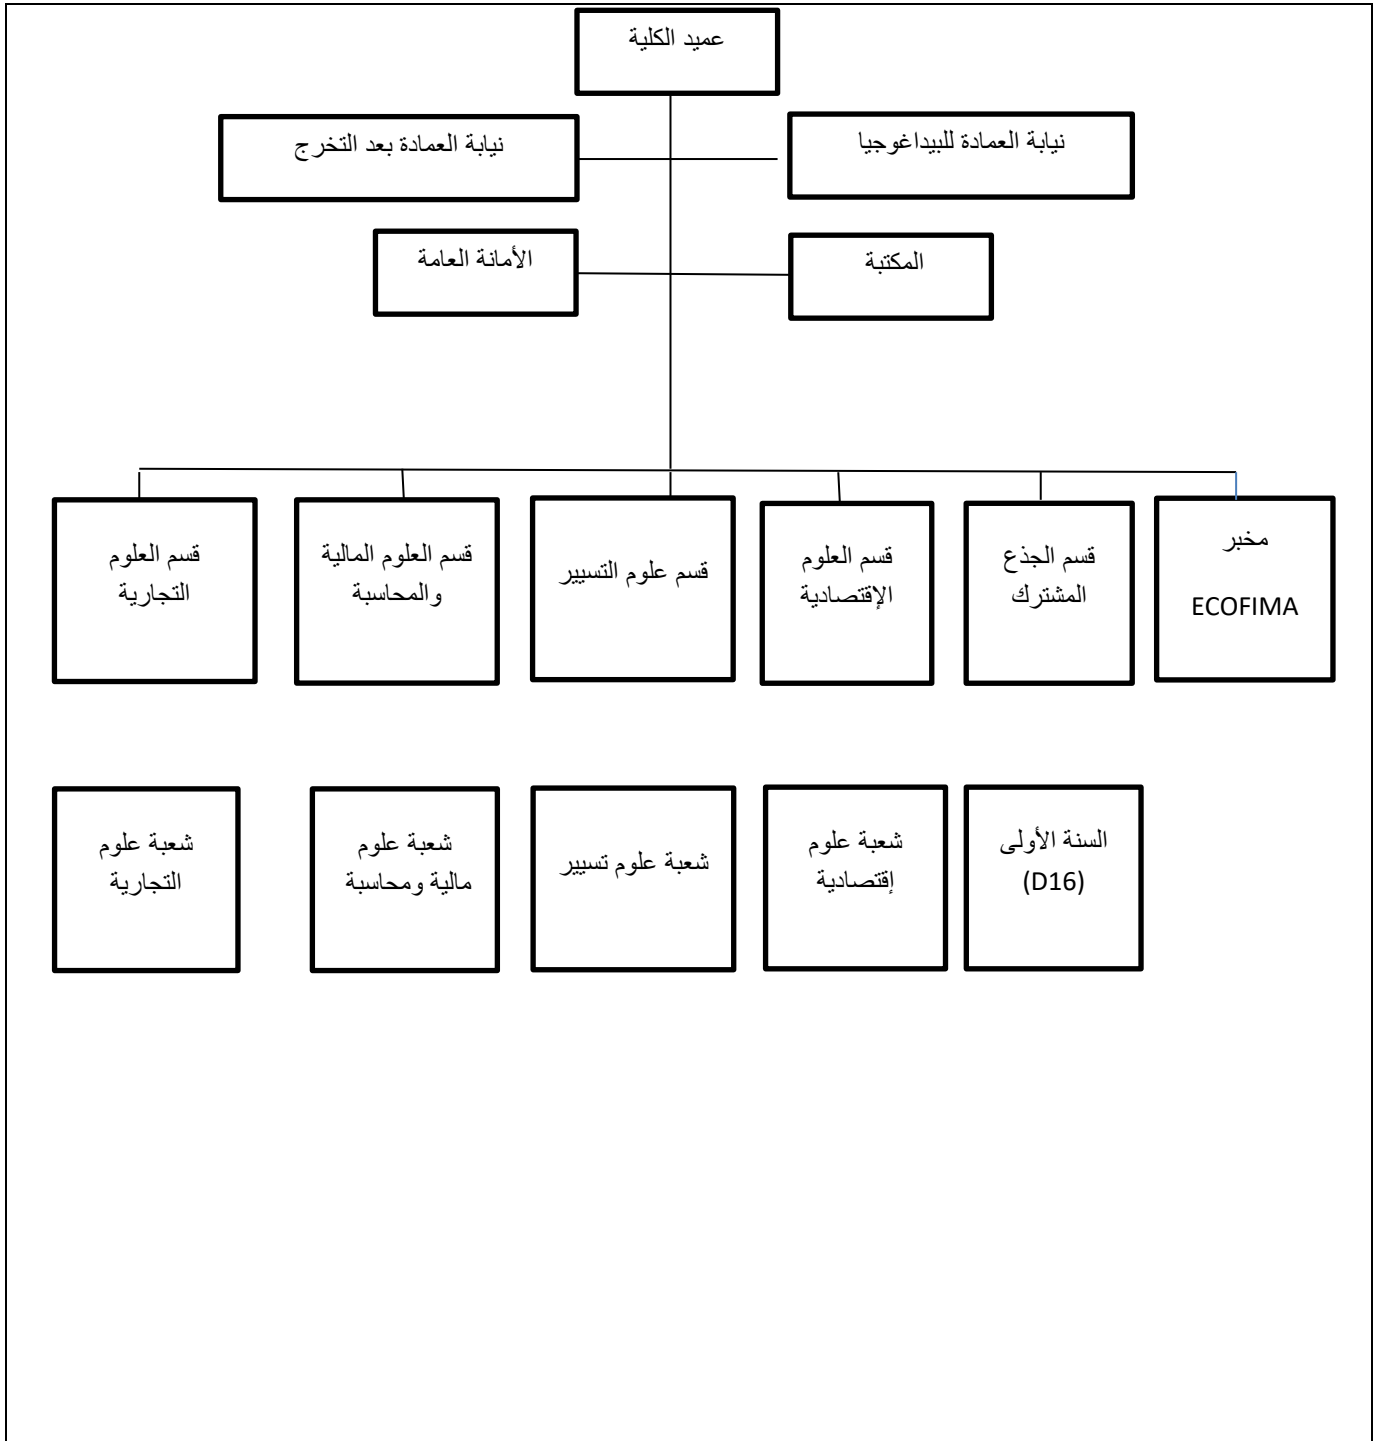 عميد الكلية
نيابة العمادة للبيداغوجيا
نيابة العمادة بعد التخرج
المكتبة
الأمانة العامة
مخبر
ECOFIMA
قسم الجذع
المشترك
قسم العلوم
الإقتصادية
قسم علوم التسيير
قسم العلوم المالية
والمحاسبة
قسم العلوم
التجارية
السنة الأولى
(D16)
شعبة علوم
إقتصادية
شعبة علوم تسيير
شعبة علوم
مالية ومحاسبة
شعبة علوم
التجارية